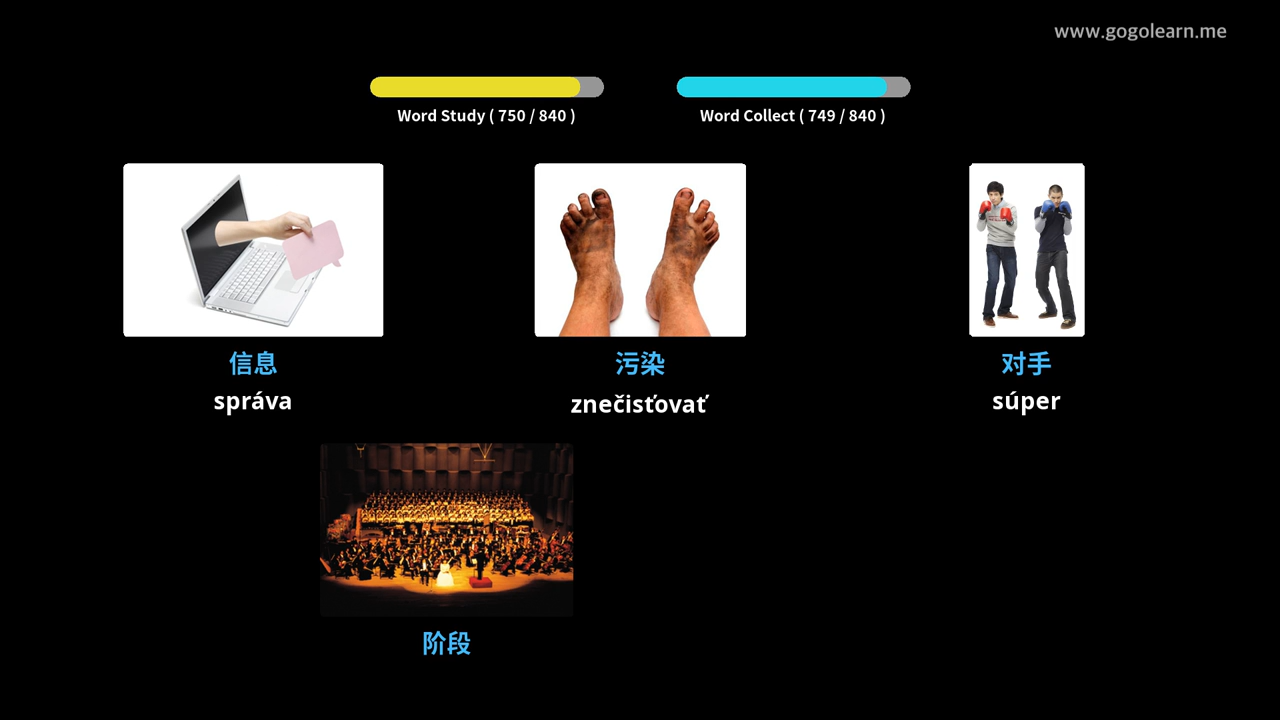 www.gogolearn.me
Word Study ( 750 / 840 )
Word Collect ( 749 / 840 )
信息
správa
污染
znečisťovať
对手
súper
阶段